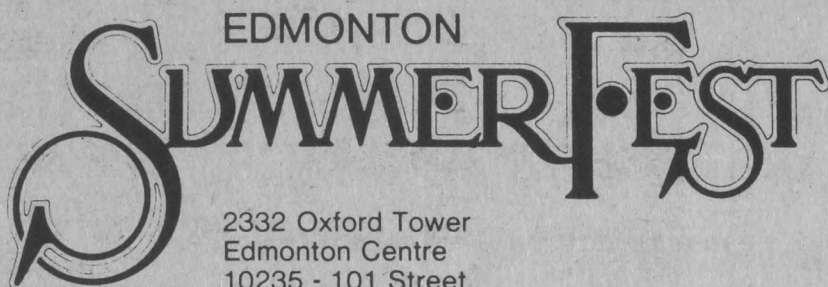 EDMONTON
SUMMERFEST
2332 Oxford Tower
Edmonton Centre
10235 - 101 Street